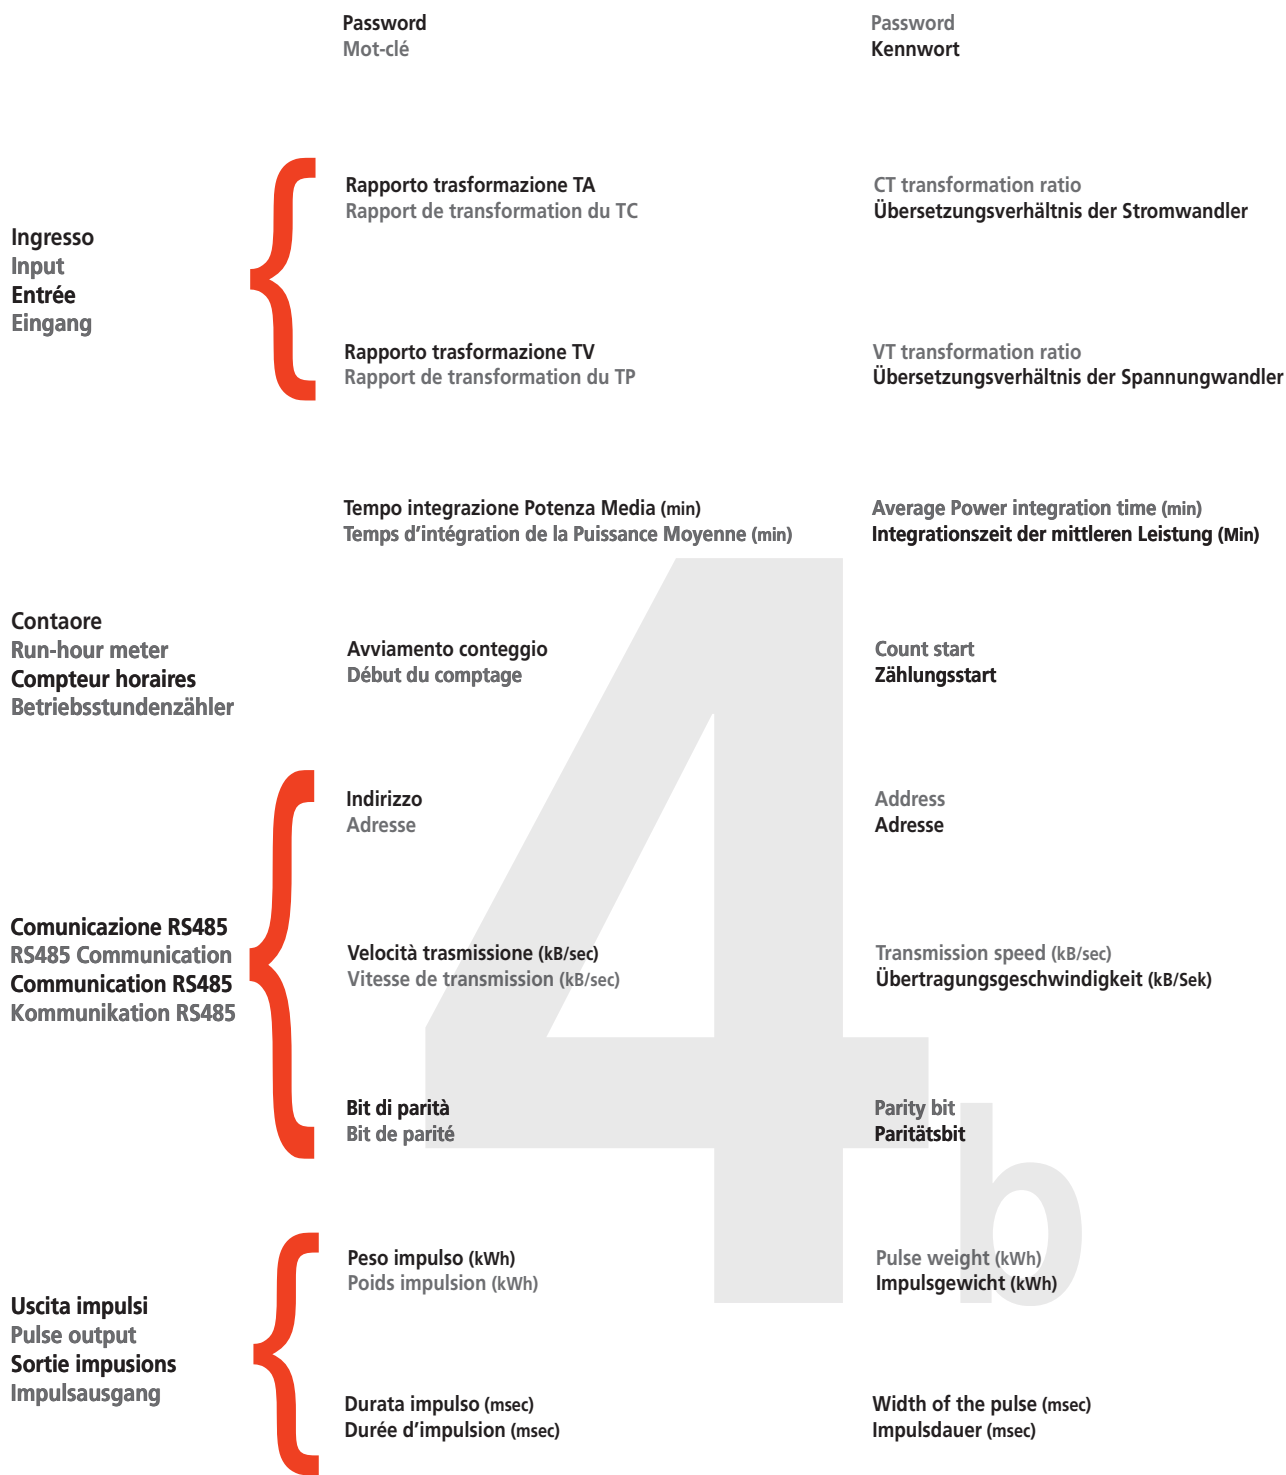 Password
Mot-clé
Password
Kennwort
Ingresso
Input
Entrée
Eingang
Rapporto trasformazione TA
Rapport de transformation du TC
CT transformation ratio
Übersetzungsverhältnis der Stromwandler
Rapporto trasformazione TV
Rapport de transformation du TP
VT transformation ratio
Übersetzungsverhältnis der Spannungwandler
Tempo integrazione Potenza Media (min)
Temps d'intégration de la Puissance Moyenne (min)
Average Power integration time (min)
Integrationszeit der mittleren Leistung (Min)
Contaore
Run-hour meter
Compteur horaires
Betriebsstundenzähler
Avviamento conteggio
Début du comptage
Count start
Zählungsstart
Comunicazione RS485
RS485 Communication
Communication RS485
Kommunikation RS485
Indirizzo
Adresse
Address
Adresse
Velocità trasmissione (kB/sec)
Vitesse de transmission (kB/sec)
Transmission speed (kB/sec)
Übertragungsgeschwindigkeit (kB/Sek)
Bit di parità
Bit de parité
Parity bit
Paritätsbit
4b
Uscita impulsi
Pulse output
Sortie impusions
Impulsausgang
Peso impulso (kWh)
Poids impulsion (kWh)
Pulse weight (kWh)
Impulsgewicht (kWh)
Durata impulso (msec)
Durée d'impulsion (msec)
Width of the pulse (msec)
Impulsdauer (msec)